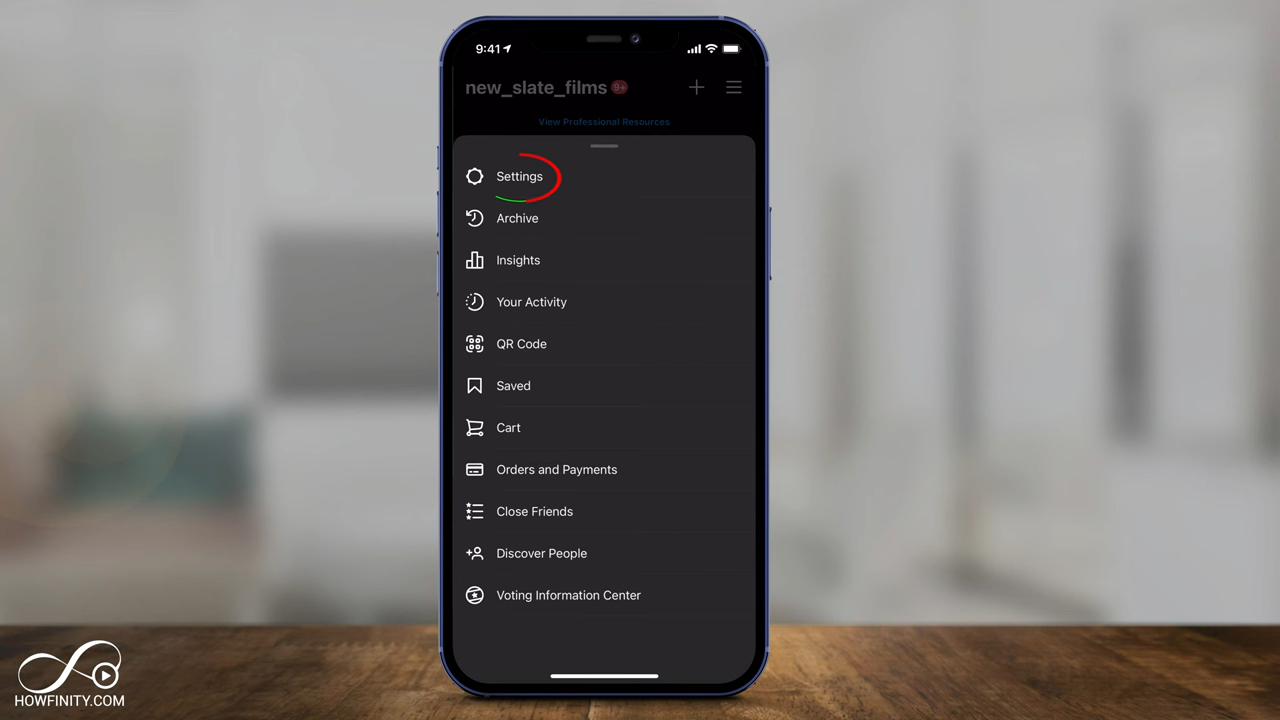 9:41
new_slate_films 9+
View Professional Resources
Settings
Archive
Insights
Your Activity
QR Code
Saved
Cart
Orders and Payments
Close Friends
Discover People
Voting Information Center
HOWFINITY.COM